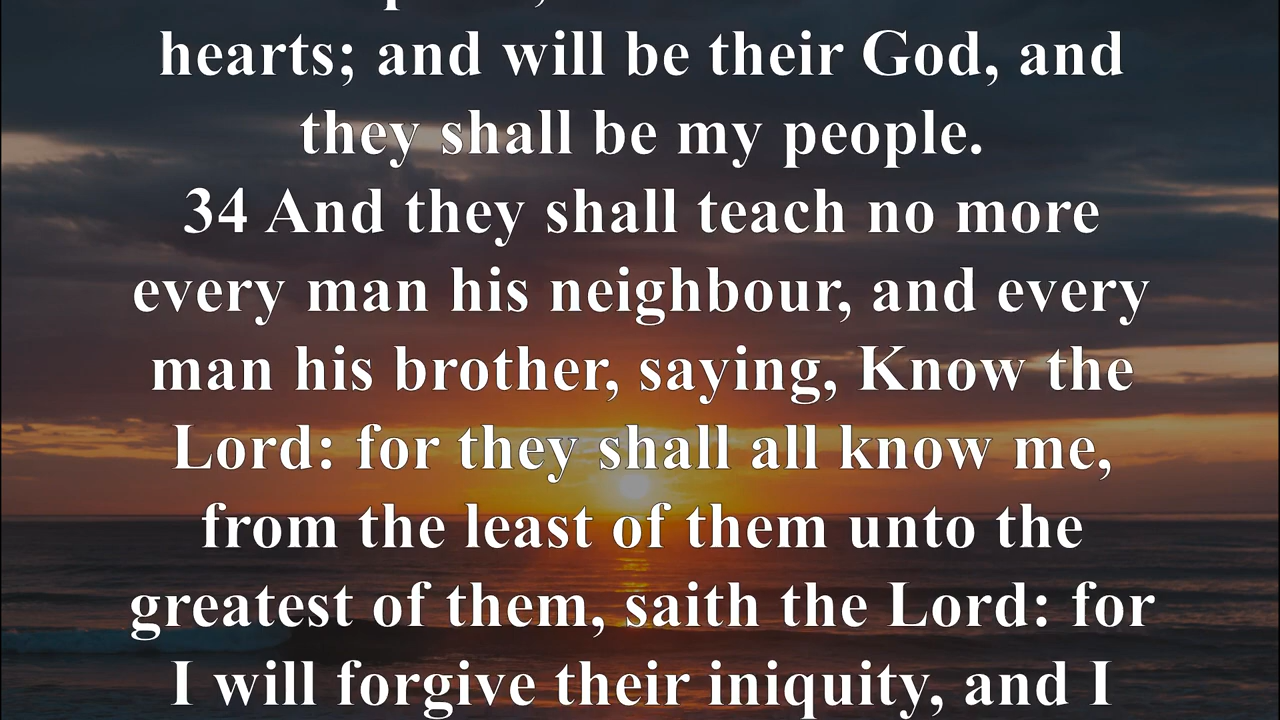 hearts; and will be their God, and
they shall be my people.
34 And they shall teach no more
every man his neighbour, and every
man his brother, saying, Know the
Lord: for they shall all know me,
from the least of them unto the
greatest of them, saith the Lord: for
I will forgive their iniquity, and I